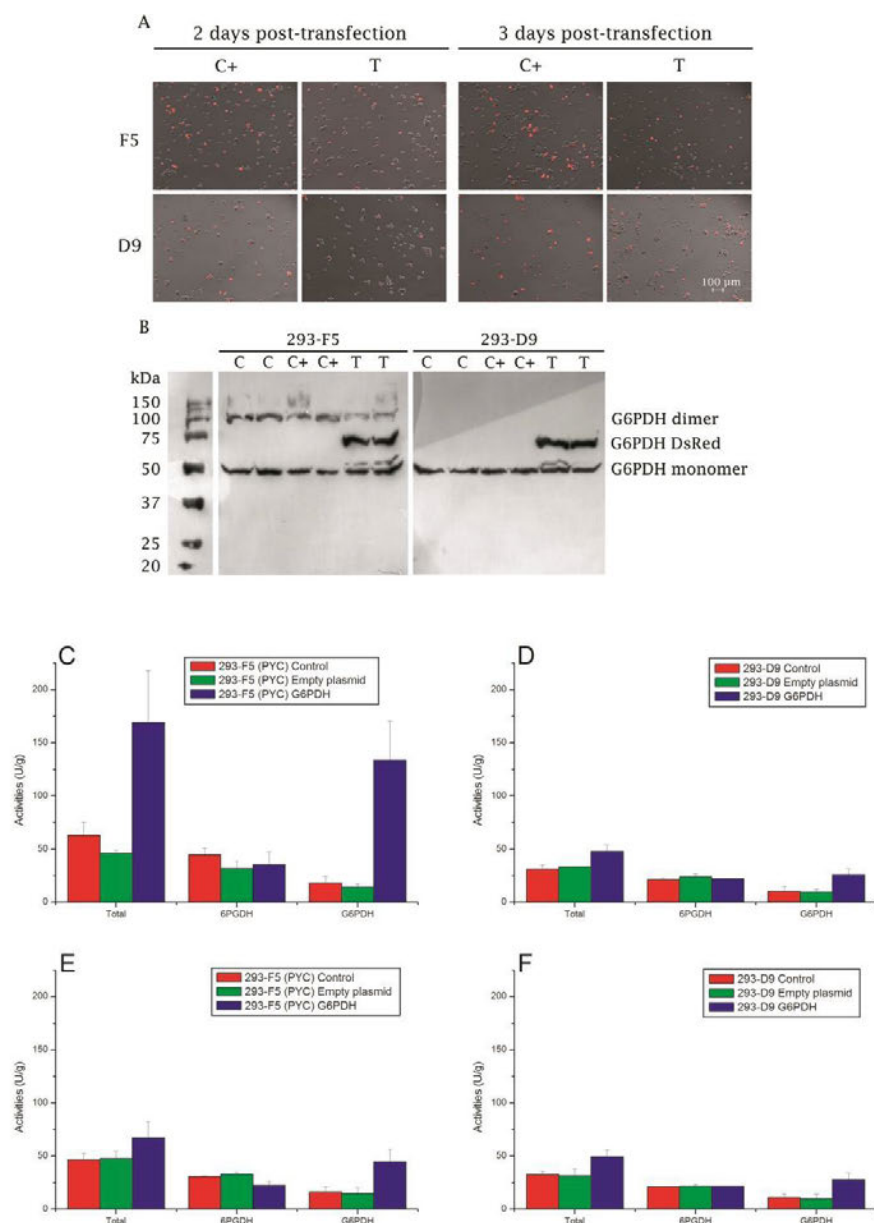 A
2 days post-transfection 3 days post-transfection
C+ T C+ T
F5
D9
100 µm
B
293-F5 293-D9
kDa C C C+ C+ T T C C C+ C+ T T
150
100 G6PDH dimer
75 G6PDH DsRed
50 G6PDH monomer
37
25
20
C
293-F5 (PYC) Control
293-F5 (PYC) Empty plasmid
293-F5 (PYC) G6PDH
Activities (U/g)
200
150
100
50
0
Total 6PGDH G6PDH
D
293-D9 Control
293-D9 Empty plasmid
293-D9 G6PDH
Activities (U/g)
200
150
100
50
0
Total 6PGDH G6PDH
E
293-F5 (PYC) Control
293-F5 (PYC) Empty plasmid
293-F5 (PYC) G6PDH
Activities (U/g)
200
150
100
50
0
Total 6PGDH G6PDH
F
293-D9 Control
293-D9 Empty plasmid
293-D9 G6PDH
Activities (U/g)
200
150
100
50
0
Total 6PGDH G6PDH